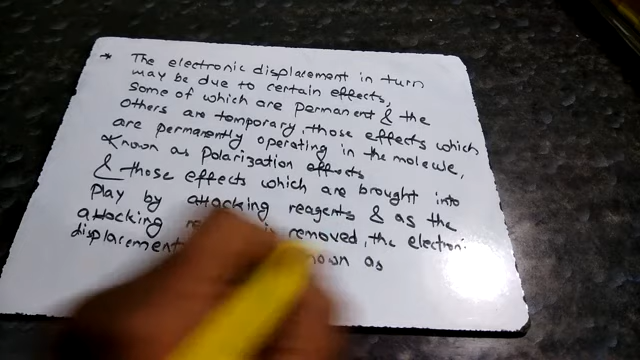 * The electronic displacement in turn
may be due to certain effects,
some of which are permanent & the
others are temporary, those effects which
are permanently operating in the molecule,
known as Polarization effects
& those effects which are brought into
Play by attacking reagents & as the
attacking is removed, the electronic
displacement known as